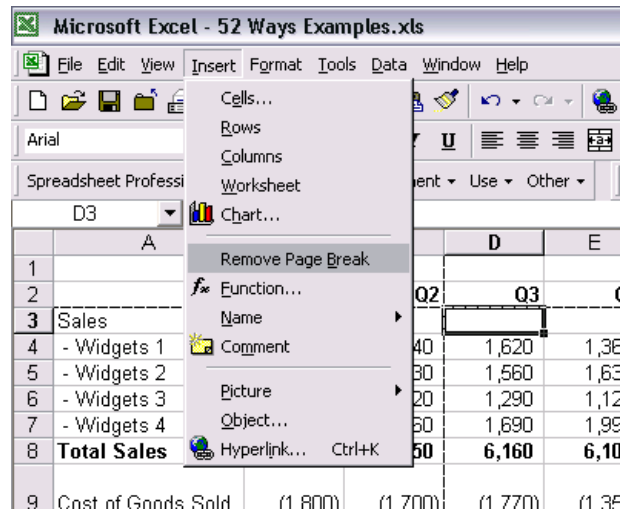 Microsoft Excel - 52 Ways Examples.xls
File Edit View Insert Format Tools Data Window Help
Arial U
Spreadsheet Use Other
D3
Cells...
Rows
Columns
Worksheet
Chart...
Remove Page Break
Function...
Name
Comment
Picture
Object...
Hyperlink... Ctrl+K
A D E
1
2 Q2 Q3
3 Sales
4 - Widgets 1 1,620
5 - Widgets 2 1,560
6 - Widgets 3 1,290
7 - Widgets 4 1,690
8 Total Sales 6,160
9 Cost of Goods Sold (1,800) (1,700) (1,770)